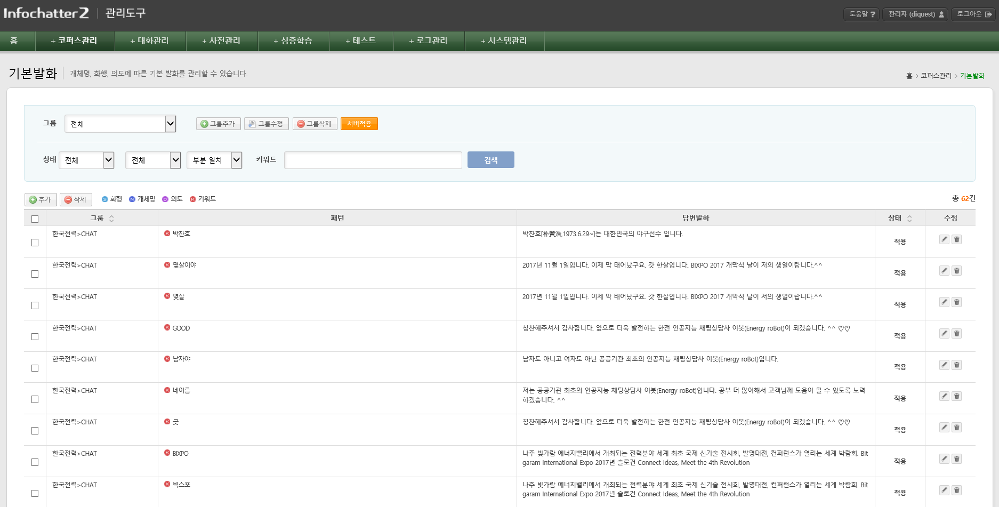 Infochatter2 관리도구
도움말 ? 관리자 (diquest) 로그아웃
홈 + 코퍼스관리 + 대화관리 + 사전관리 + 심층학습 + 테스트 + 로그관리 + 시스템관리
기본발화 개체명, 화행, 의도에 따른 기본 발화를 관리할 수 있습니다.
홈 > 코퍼스관리 > 기본발화
그룹 전체 그룹추가 그룹수정 그룹삭제 서버적용
상태 전체 전체 부분 일치 키워드 검색
추가 삭제 S 화행 N 개체명 D 의도 K 키워드 총 62건
그룹 패턴 답변발화 상태 수정
한국전력>CHAT K 박찬호 박찬호[朴贊浩,1973.6.29~]는 대한민국의 야구선수 입니다. 적용
한국전력>CHAT K 몇살이야 2017년 11월 1일입니다. 이제 막 태어났구요. 갓 한살입니다. BIXPO 2017 개막식 날이 저의 생일이랍니다.^^ 적용
한국전력>CHAT K 몇살 2017년 11월 1일입니다. 이제 막 태어났구요. 갓 한살입니다. BIXPO 2017 개막식 날이 저의 생일이랍니다.^^ 적용
한국전력>CHAT K GOOD 칭찬해주셔서 감사합니다. 앞으로 더욱 발전하는 한전 인공지능 채팅상담사 이봇(Energy roBot)이 되겠습니다. ^^ ♡♡ 적용
한국전력>CHAT K 남자야 남자도 아니고 여자도 아닌 공공기관 최초의 인공지능 채팅상담사 이봇(Energy roBot)입니다. 적용
한국전력>CHAT K 네이름 저는 공공기관 최초의 인공지능 채팅상담사 이봇(Energy roBot)입니다. 공부 더 많이해서 고객님께 도움이 될 수 있도록 노력
하겠습니다. ^^ 적용
한국전력>CHAT K 굿 칭찬해주셔서 감사합니다. 앞으로 더욱 발전하는 한전 인공지능 채팅상담사 이봇(Energy roBot)이 되겠습니다. ^^ ♡♡ 적용
한국전력>CHAT K BIXPO 나주 빛가람 에너지밸리에서 개최되는 전력분야 세계 최초 국제 신기술 전시회, 발명대전, 컨퍼런스가 열리는 세계 박람회. Bit
garam International Expo 2017년 슬로건 Connect Ideas, Meet the 4th Revolution 적용
한국전력>CHAT K 빅스포 나주 빛가람 에너지밸리에서 개최되는 전력분야 세계 최초 국제 신기술 전시회, 발명대전, 컨퍼런스가 열리는 세계 박람회. Bit
garam International Expo 2017년 슬로건 Connect Ideas, Meet the 4th Revolution 적용